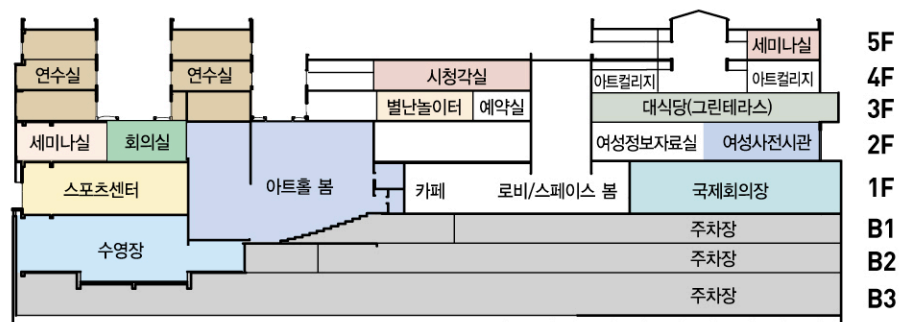 세미나실 5F
연수실 연수실 시청각실 아트컬리지 아트컬리지 4F
별난놀이터 예약실 대식당(그린테라스) 3F
세미나실 회의실 여성정보자료실 여성사전시관 2F
스포츠센터 아트홀 봄 카페 로비/스페이스 봄 국제회의장 1F
주차장 B1
수영장 주차장 B2
주차장 B3